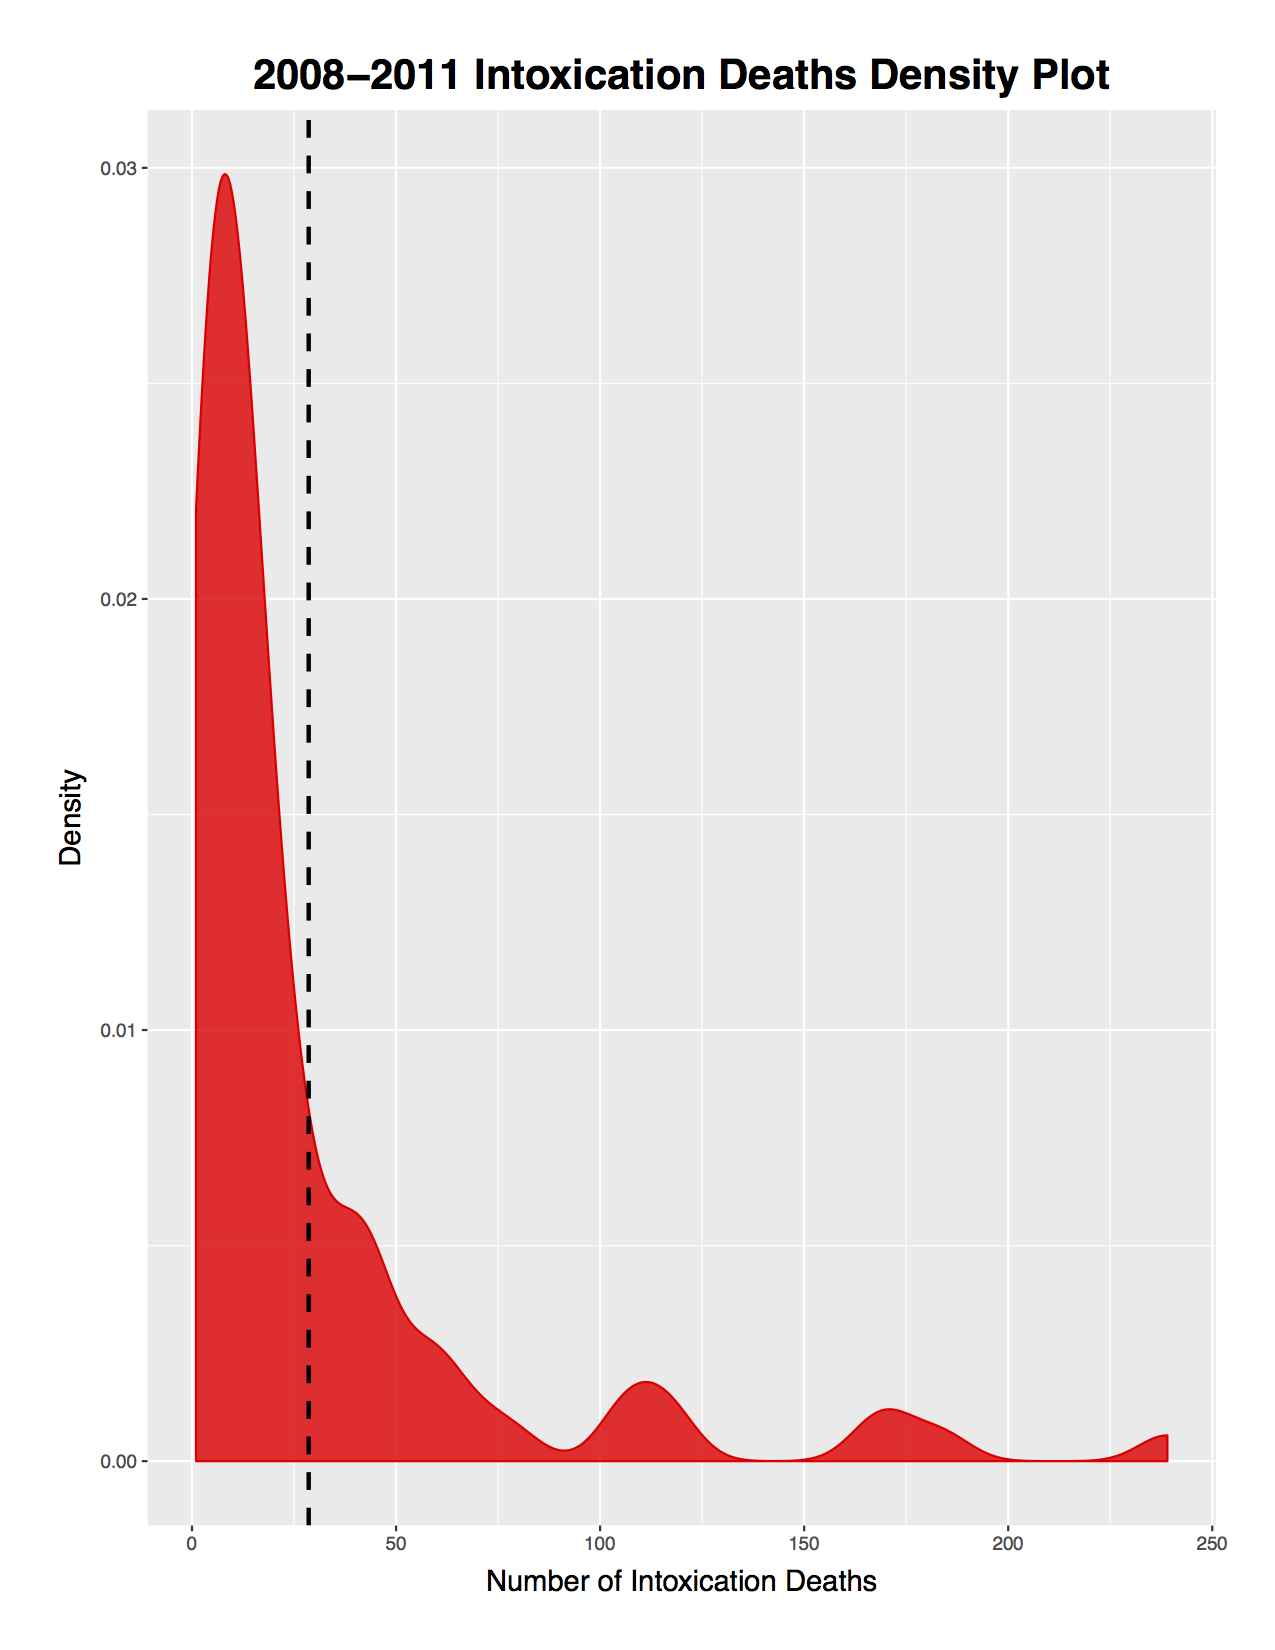 2008–2011 Intoxication Deaths Density Plot
0.03
0.02
0.01
0.00
Density
0 50 100 150 200 250
Number of Intoxication Deaths